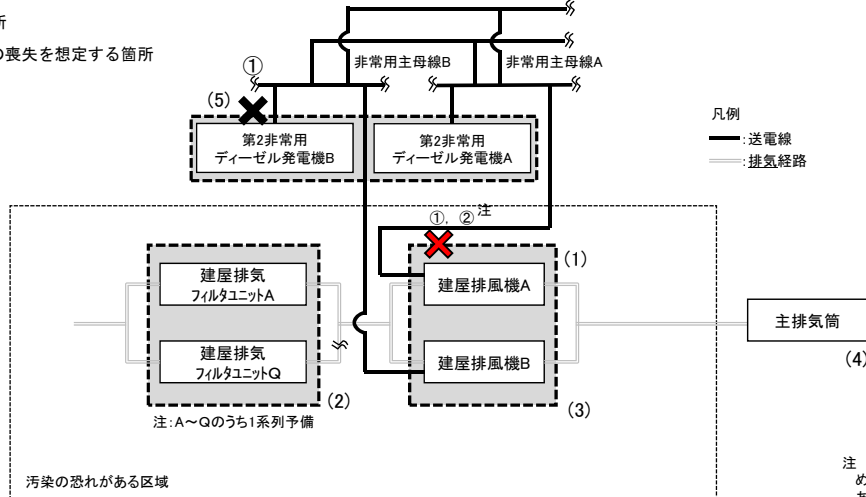 所
の喪失を想定する箇所
①
非常用主母線B
非常用主母線A
(5)
第2非常用
ディーゼル発電機B
第2非常用
ディーゼル発電機A
凡例
:送電線
:排気経路
①，②注
(1)
建屋排気
フィルタユニットA
建屋排風機A
主排気筒
(4)
建屋排気
フィルタユニットQ
建屋排風機B
(2)
(3)
注:A～Qのうち1系列予備
汚染の恐れがある区域
注
め